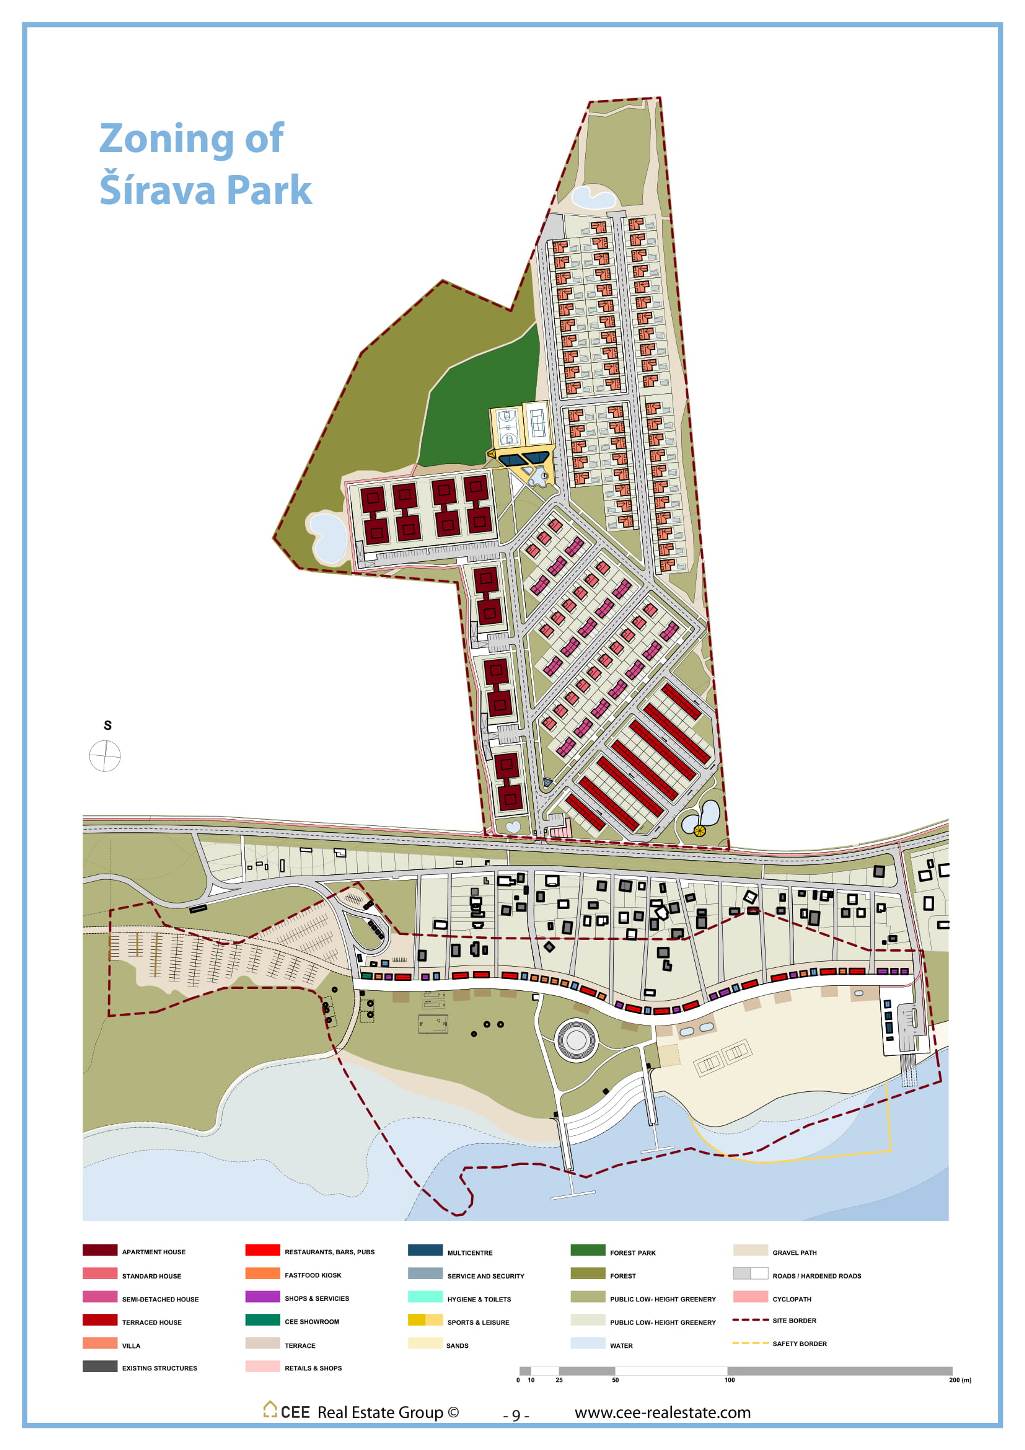 Zoning of
Šírava Park
S
APARTMENT HOUSE
STANDARD HOUSE
SEMI-DETACHED HOUSE
TERRACED HOUSE
VILLA
EXISTING STRUCTURES
RESTAURANTS, BARS, PUBS
FASTFOOD KIOSK
SHOPS & SERVICIES
CEE SHOWROOM
TERRACE
RETAILS & SHOPS
MULTICENTRE
SERVICE AND SECURITY
HYGIENE & TOILETS
SPORTS & LEISURE
SANDS
FOREST PARK
FOREST
PUBLIC LOW- HEIGHT GREENERY
PUBLIC LOW- HEIGHT GREENERY
WATER
GRAVEL PATH
ROADS / HARDENED ROADS
CYCLOPATH
SITE BORDER
SAFETY BORDER
0 10 25 50 100 200 (m)
CEE Real Estate Group © - 9 - www.cee-realestate.com